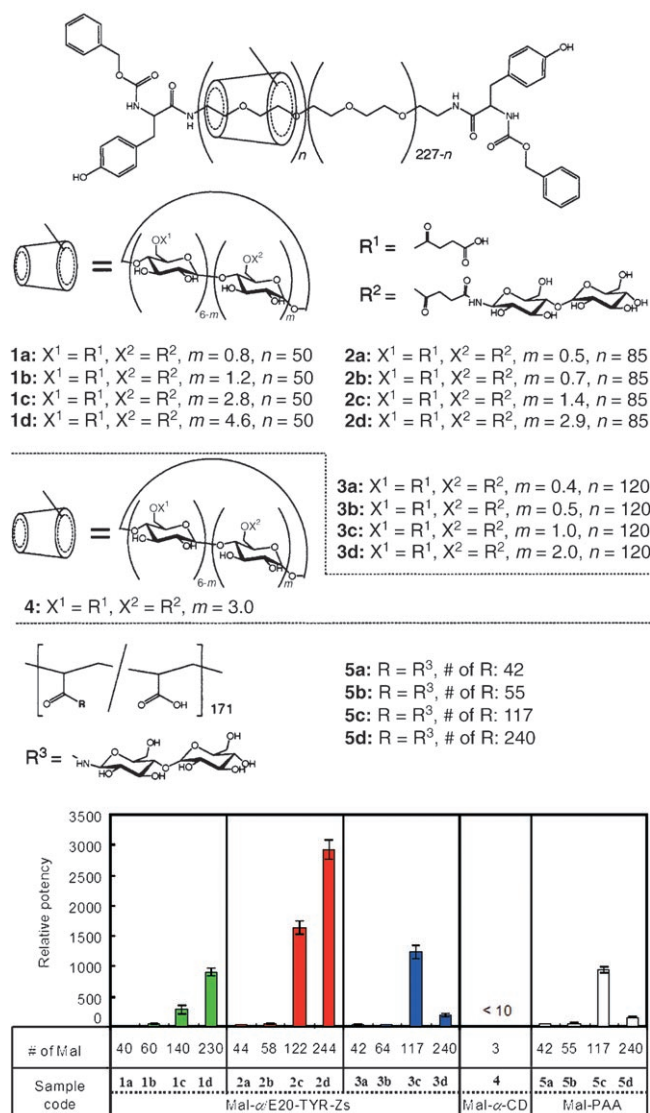 OH
HO
n
227-n
OX¹
OX²
6-m
m
R¹ =
OH
R² =
1a: X¹ = R¹, X² = R², m = 0.8, n = 50
1b: X¹ = R¹, X² = R², m = 1.2, n = 50
1c: X¹ = R¹, X² = R², m = 2.8, n = 50
1d: X¹ = R¹, X² = R², m = 4.6, n = 50
2a: X¹ = R¹, X² = R², m = 0.5, n = 85
2b: X¹ = R¹, X² = R², m = 0.7, n = 85
2c: X¹ = R¹, X² = R², m = 1.4, n = 85
2d: X¹ = R¹, X² = R², m = 2.9, n = 85
OX¹
OX²
6-m
m
3a: X¹ = R¹, X² = R², m = 0.4, n = 120
3b: X¹ = R¹, X² = R², m = 0.5, n = 120
3c: X¹ = R¹, X² = R², m = 1.0, n = 120
3d: X¹ = R¹, X² = R², m = 2.0, n = 120
4: X¹ = R¹, X² = R², m = 3.0
R
OH
171
R³ =
5a: R = R³, # of R: 42
5b: R = R³, # of R: 55
5c: R = R³, # of R: 117
5d: R = R³, # of R: 240
Relative potency
3500
3000
2500
2000
1500
1000
500
0
< 10
# of Mal 40 60 140 230 44 58 122 244 42 64 117 240 3 42 55 117 240
Sample code 1a 1b 1c 1d 2a 2b 2c 2d 3a 3b 3c 3d 4 5a 5b 5c 5d
Mal-α/E20-TYR-Zs Mal-α-CD Mal-PAA